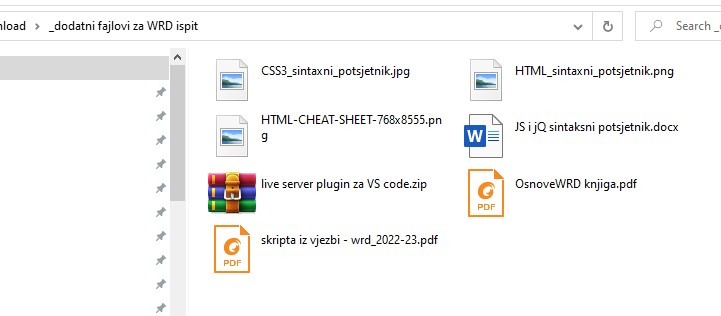 nload > _dodatni fajlovi za WRD ispit
Search _
CSS3_sintaxni_potsjetnik.jpg
HTML_sintaxni_potsjetnik.png
HTML-CHEAT-SHEET-768x8555.pn
g
JS i jQ sintaksni potsjetnik.docx
live server plugin za VS code.zip
OsnoveWRD knjiga.pdf
skripta iz vjezbi - wrd_2022-23.pdf
W
PDF
PDF